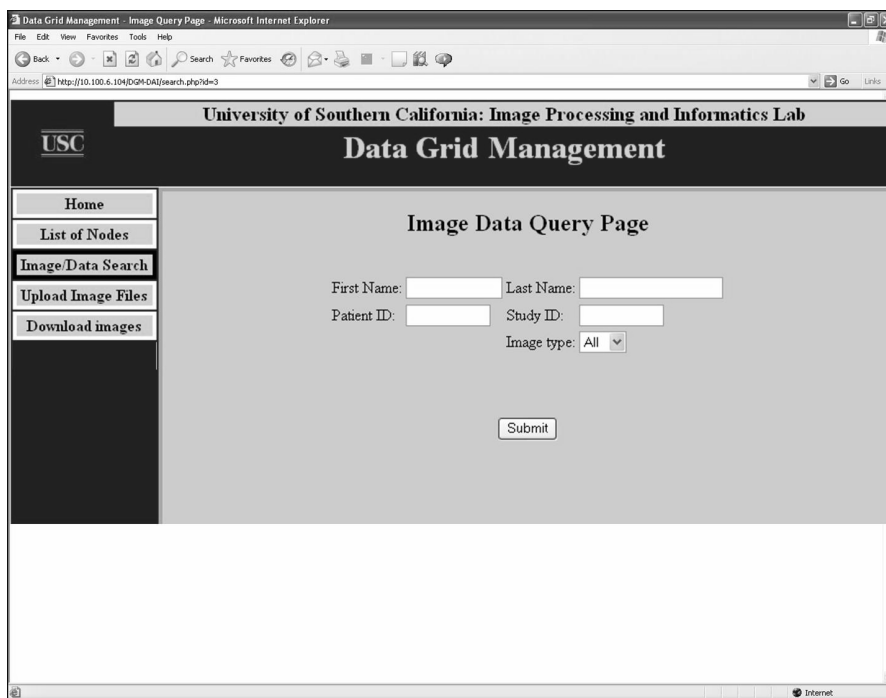 Data Grid Management - Image Query Page - Microsoft Internet Explorer
File Edit View Favorites Tools Help
Back Search Favorites
Address http://10.100.6.104/DGM-DAI/search.php?id=3 Go Links
University of Southern California: Image Processing and Informatics Lab
USC
Data Grid Management
Home
List of Nodes
Image/Data Search
Upload Image Files
Download images
Image Data Query Page
First Name: Last Name:
Patient ID: Study ID:
Image type: All
Submit
Internet